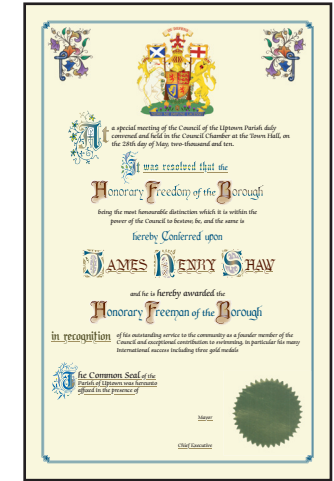 At a special meeting of the Council of the Uptown Parish duly
convened and held in the Council Chamber at the Town Hall, on
the 28th day of May, two-thousand and ten.
It was resolved that the
Honorary Freedom of the Borough
being the most honourable distinction which it is within the
power of the Council to bestow, be, and the same is
hereby Conferred upon
JAMES HENRY SHAW
and he is hereby awarded the
Honorary Freeman of the Borough
in recognition of his outstanding service to the community as a founder member of the
Council and exceptional contribution to swimming, in particular his many
International success including three gold medals
The Common Seal of the
Parish of Uptown was hereunto
affixed in the presence of
Mayor
Chief Executive